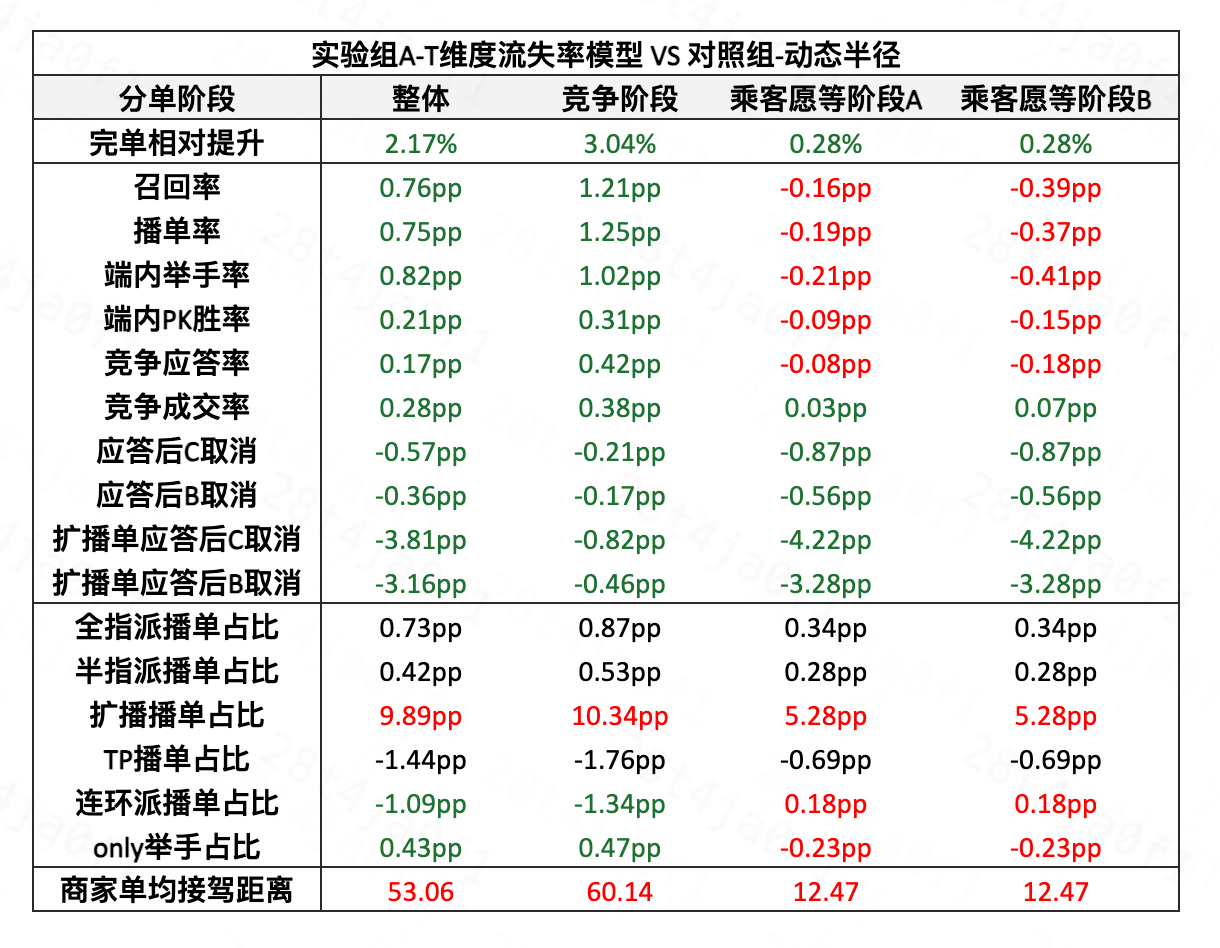 实验组A-T维度流失率模型 VS 对照组-动态半径
分单阶段 整体 竞争阶段 乘客愿等阶段A 乘客愿等阶段B
完单相对提升 2.17% 3.04% 0.28% 0.28%
召回率 0.76pp 1.21pp -0.16pp -0.39pp
播单率 0.75pp 1.25pp -0.19pp -0.37pp
端内举手率 0.82pp 1.02pp -0.21pp -0.41pp
端内PK胜率 0.21pp 0.31pp -0.09pp -0.15pp
竞争应答率 0.17pp 0.42pp -0.08pp -0.18pp
竞争成交率 0.28pp 0.38pp 0.03pp 0.07pp
应答后C取消 -0.57pp -0.21pp -0.87pp -0.87pp
应答后B取消 -0.36pp -0.17pp -0.56pp -0.56pp
扩播单应答后C取消 -3.81pp -0.82pp -4.22pp -4.22pp
扩播单应答后B取消 -3.16pp -0.46pp -3.28pp -3.28pp
全指派播单占比 0.73pp 0.87pp 0.34pp 0.34pp
半指派播单占比 0.42pp 0.53pp 0.28pp 0.28pp
扩播播单占比 9.89pp 10.34pp 5.28pp 5.28pp
TP播单占比 -1.44pp -1.76pp -0.69pp -0.69pp
连环派播单占比 -1.09pp -1.34pp 0.18pp 0.18pp
only举手占比 0.43pp 0.47pp -0.23pp -0.23pp
商家单均接驾距离 53.06 60.14 12.47 12.47